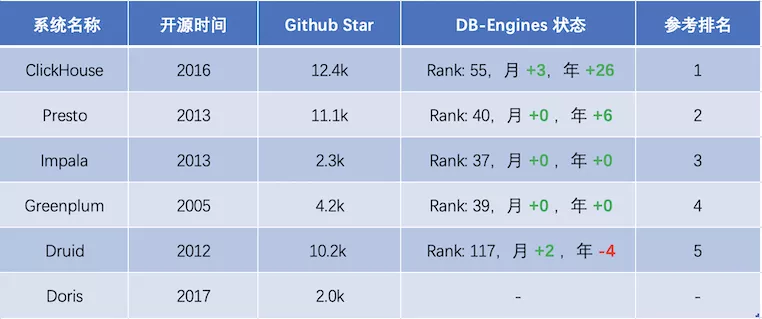 系统名称 开源时间 Github Star DB-Engines 状态 参考排名
ClickHouse 2016 12.4k Rank: 55, 月 +3, 年 +26 1
Presto 2013 11.1k Rank: 40, 月 +0 , 年 +6 2
Impala 2013 2.3k Rank: 37, 月 +0 , 年 +0 3
Greenplum 2005 4.2k Rank: 39, 月 +0 , 年 +0 4
Druid 2012 10.2k Rank: 117, 月 +2 , 年 -4 5
Doris 2017 2.0k - -